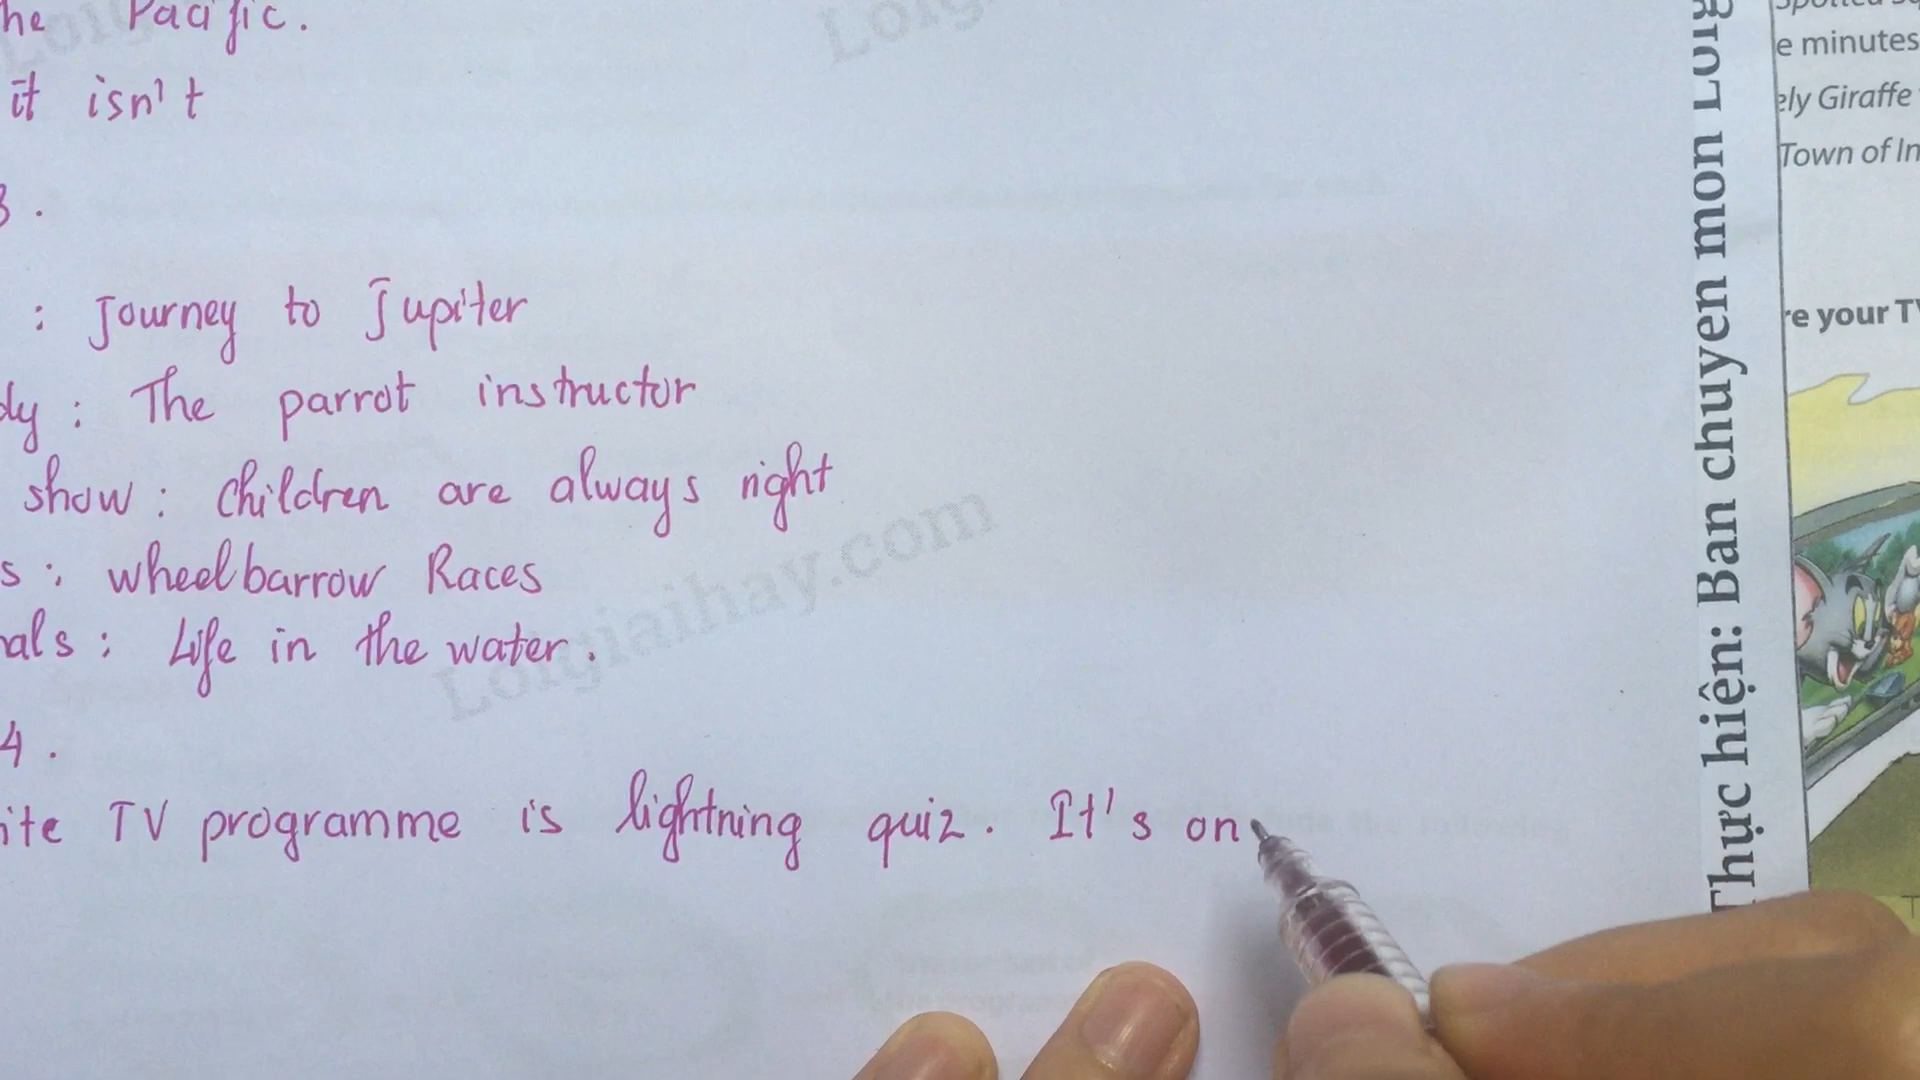 he Pacific.
it isn't
3.
: Journey to Jupiter
dy: The parrot instructor
show: Children are always right
s: wheelbarrow Races
als: Life in the water.
4.
ite TV programme is lightning quiz. It's on
Loigiaihay.com
Thực hiện: Ban chuyen mon Loig
e minutes
ely Giraffe
Town of In
re your TV